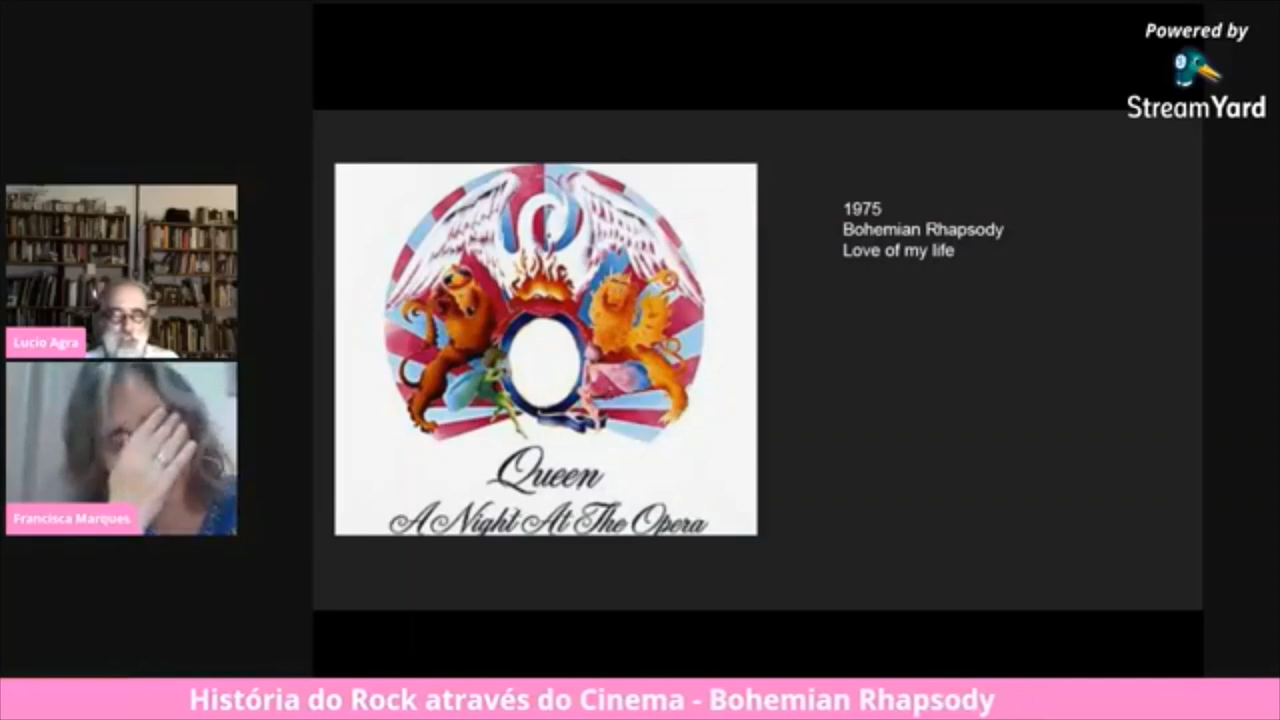 Powered by
StreamYard
1975
Bohemian Rhapsody
Love of my life
Lucio Agra
Francisca Marques
Queen
A Night At The Opera
História do Rock através do Cinema - Bohemian Rhapsody